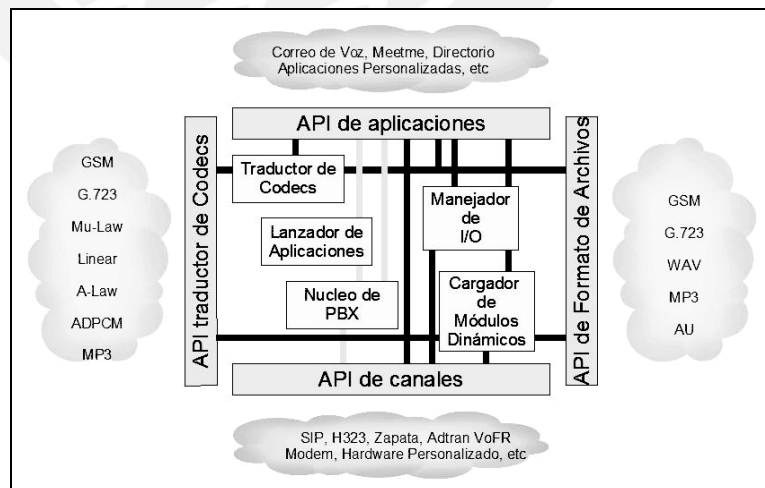 Correo de Voz, Meetme, Directorio
Aplicaciones Personalizadas, etc
API de aplicaciones
GSM
G.723
Mu-Law
Linear
A-Law
ADPCM
MP3
API traductor de Codecs
Traductor de
Codecs
Lanzador de
Aplicaciones
Nucleo de
PBX
Manejador
de
I/O
Cargador
de
Módulos
Dinámicos
API de Formato de Archivos
GSM
G.723
WAV
MP3
AU
API de canales
SIP, H323, Zapata, Adtran VoFR
Modem, Hardware Personalizado, etc